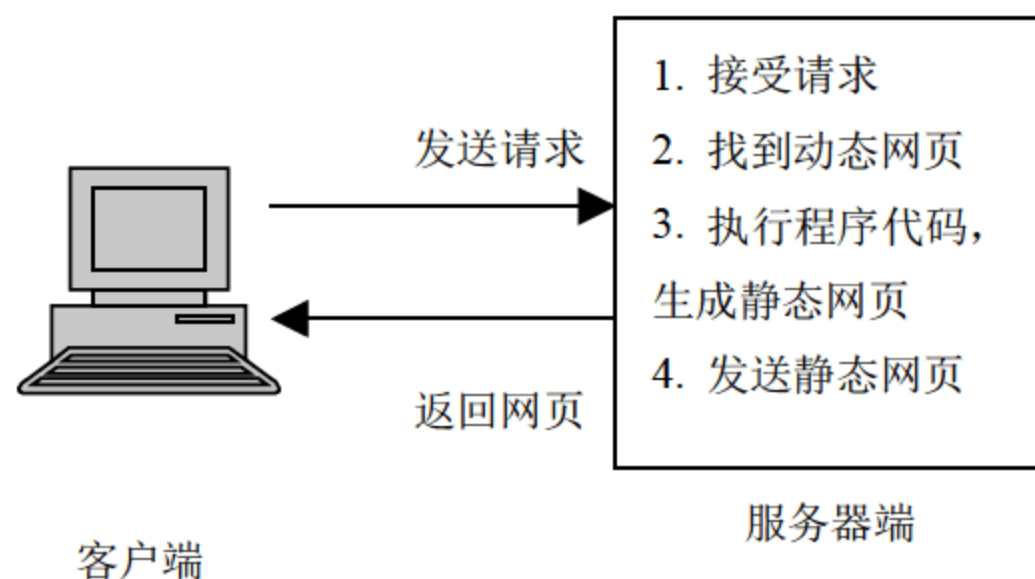 发送请求
返回网页
客户端
1. 接受请求
2. 找到动态网页
3. 执行程序代码，
生成静态网页
4. 发送静态网页
服务器端